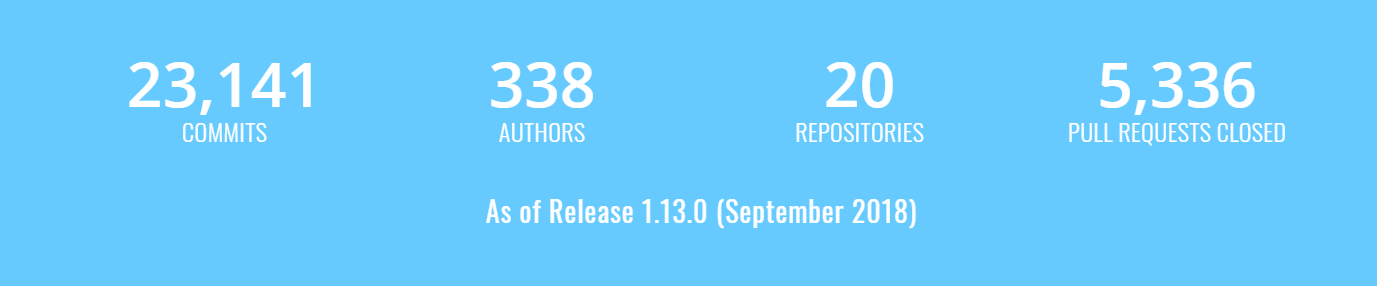 23,141 338 20 5,336
COMMITS AUTHORS REPOSITORIES PULL REQUESTS CLOSED
As of Release 1.13.0 (September 2018)